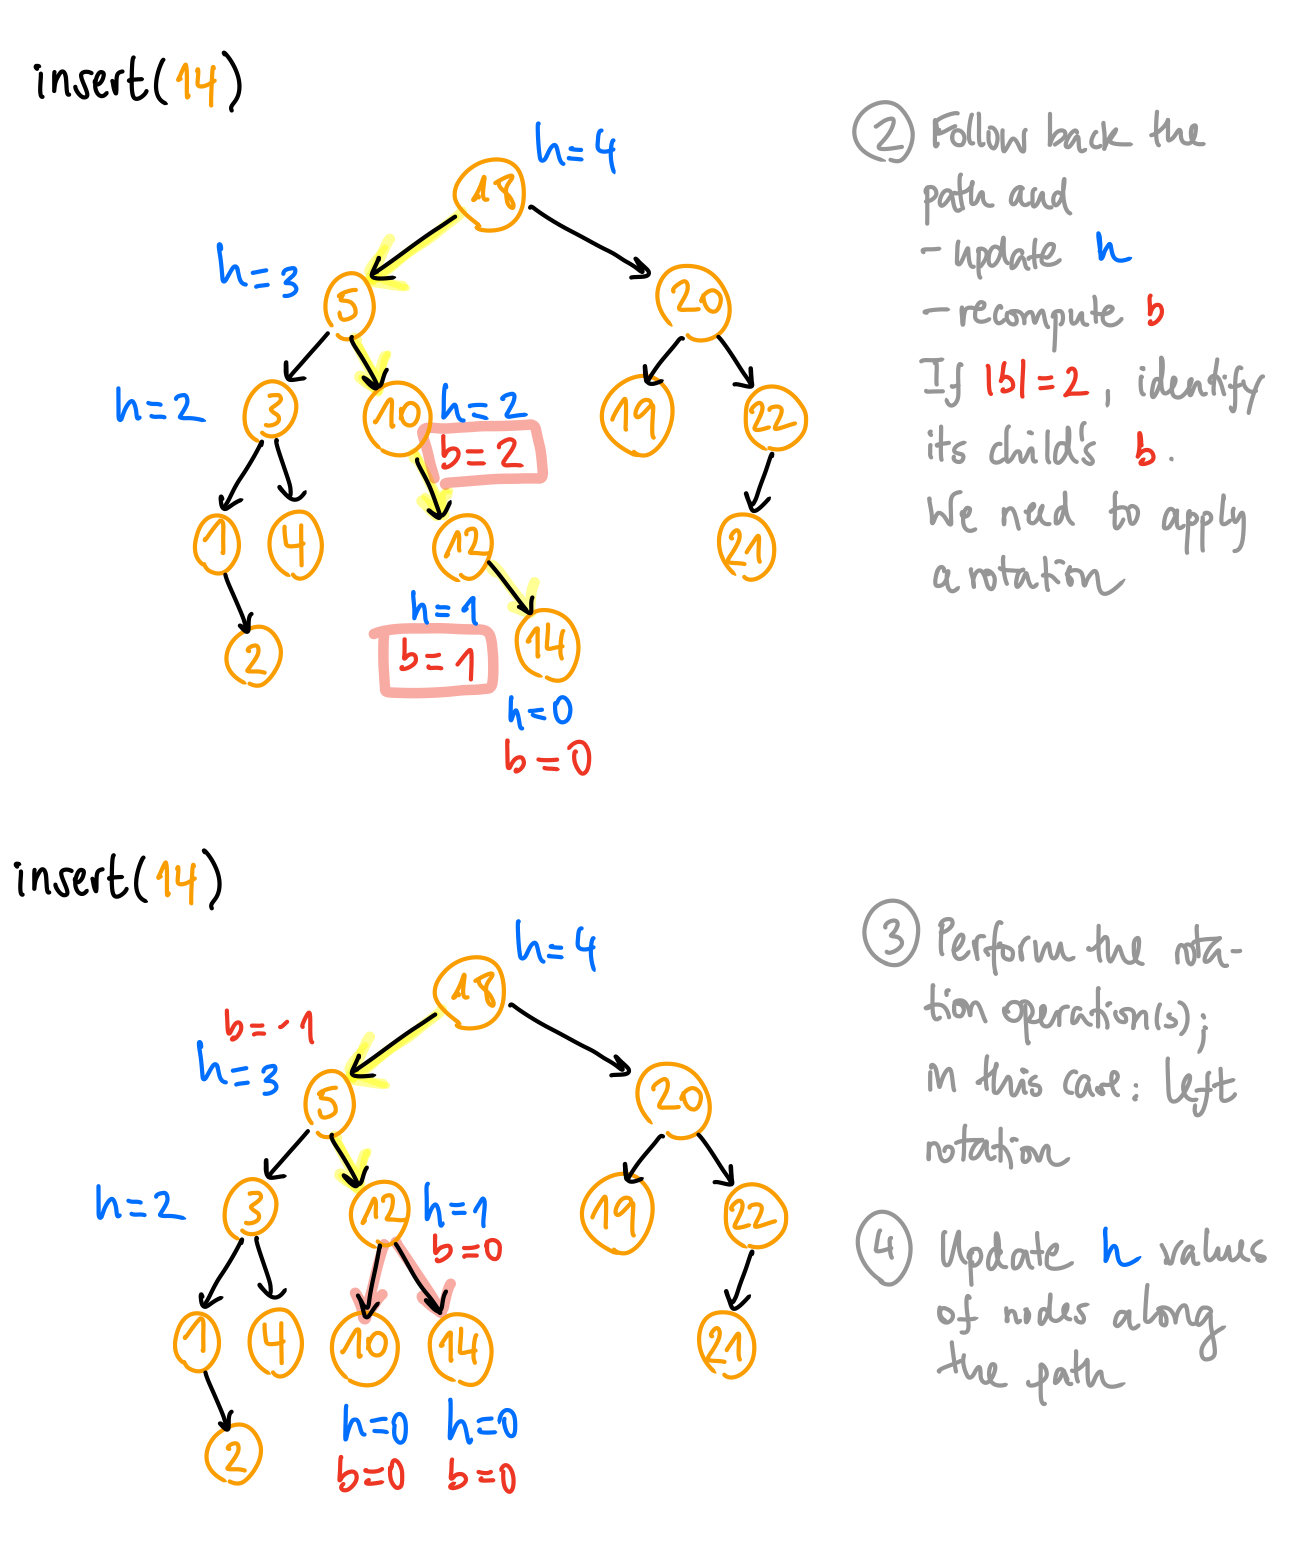 insert(14)
h=4
18
h=3
5
20
h=2
3
10
h=2
b=2
19
22
1
4
12
21
h=1
b=1
2
14
h=0
b=0
② Follow back the
path and
- update h
- recompute b
If |b|=2, identify
its child's b.
We need to apply
a rotation
insert(14)
h=4
18
b=-1
h=3
5
20
h=2
3
12
h=1
b=0
19
22
1
4
10
14
21
2
h=0
b=0
h=0
b=0
③ Perform the rota-
tion operation(s);
in this case: left
rotation
④ Update h values
of nodes along
the path